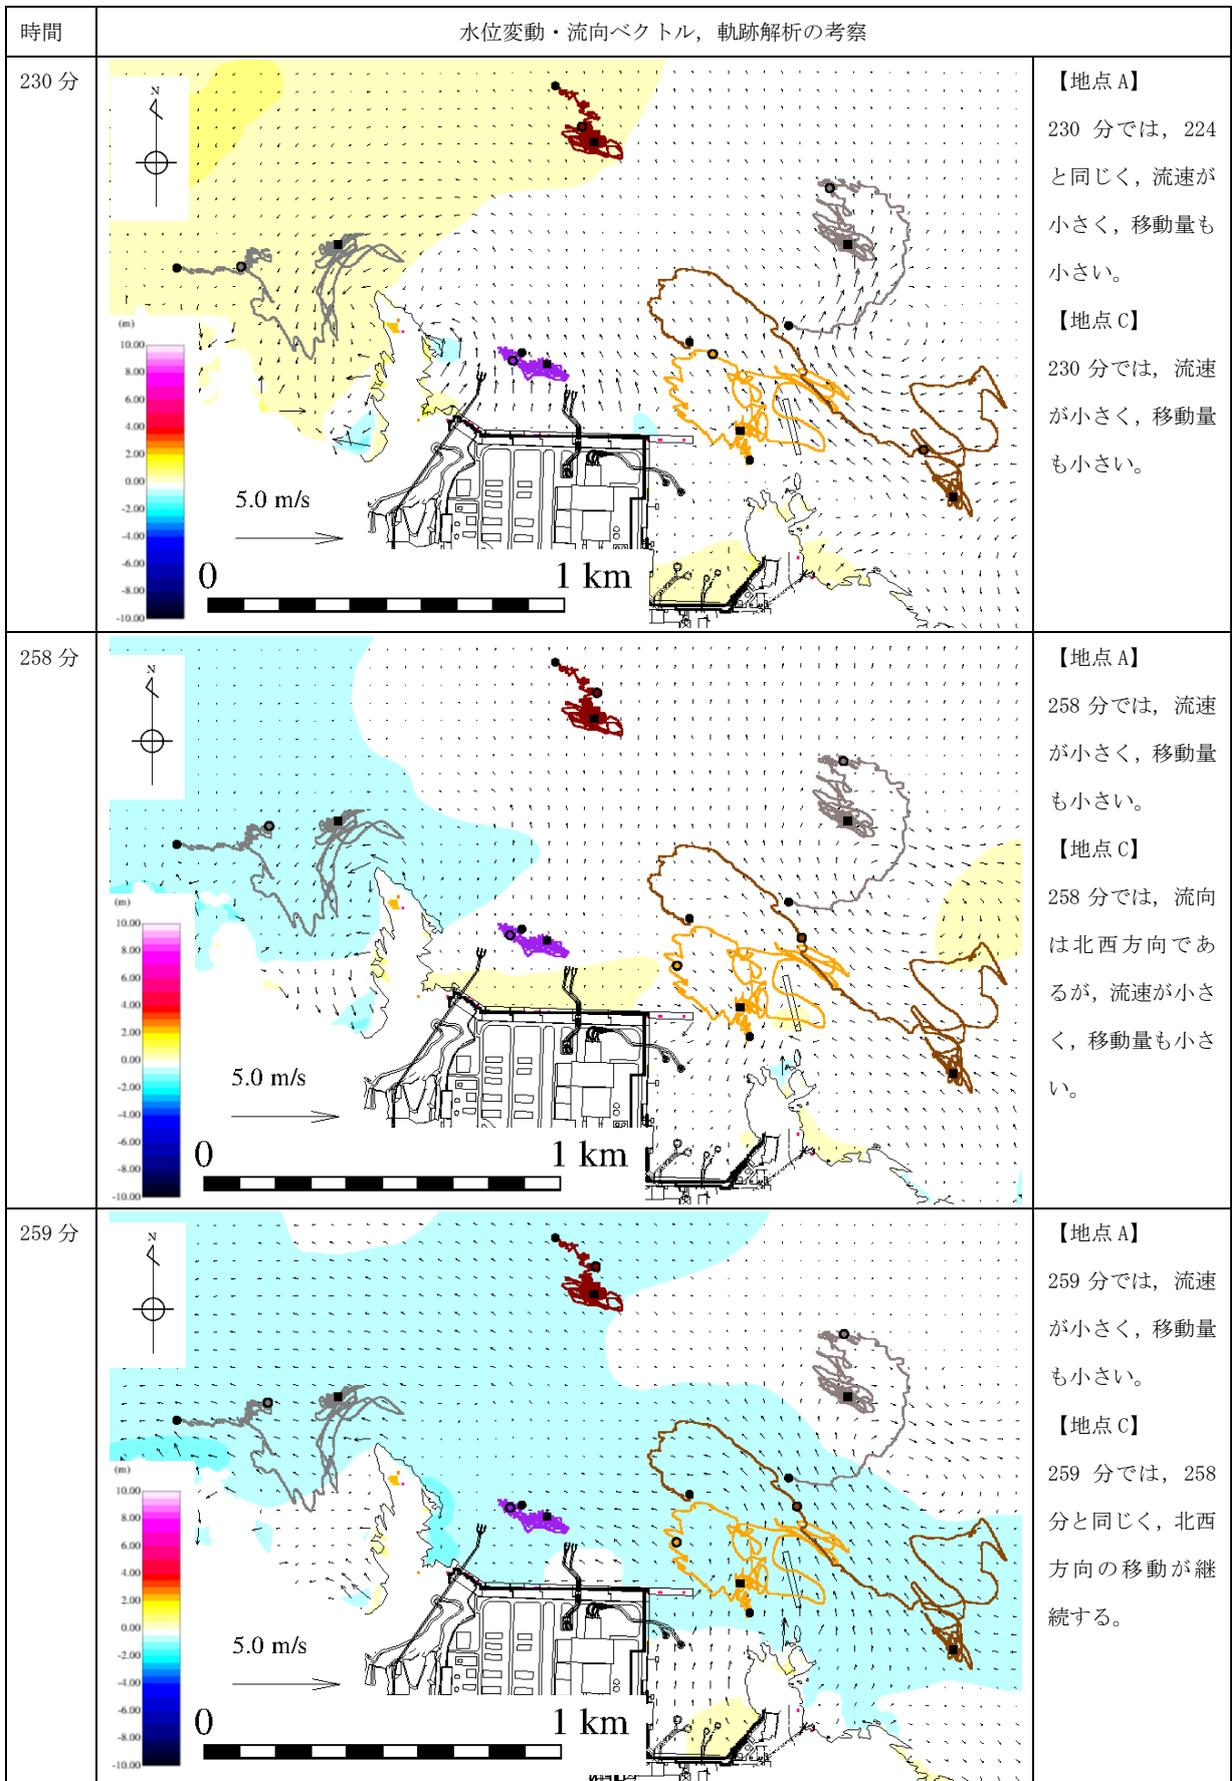 時間
水位変動・流向ベクトル，軌跡解析の考察
230 分
N
(m)
10.00
8.00
6.00
4.00
2.00
0.00
-2.00
-4.00
-6.00
-8.00
-10.00
5.0 m/s
0
1 km
【地点 A】
230 分では，224
と同じく，流速が
小さく，移動量も
小さい。
【地点 C】
230 分では，流速
が小さく，移動量
も小さい。
258 分
N
(m)
10.00
8.00
6.00
4.00
2.00
0.00
-2.00
-4.00
-6.00
-8.00
-10.00
5.0 m/s
0
1 km
【地点 A】
258 分では，流速
が小さく，移動量
も小さい。
【地点 C】
258 分では，流向
は北西方向であ
るが，流速が小さ
く，移動量も小さ
い。
259 分
N
(m)
10.00
8.00
6.00
4.00
2.00
0.00
-2.00
-4.00
-6.00
-8.00
-10.00
5.0 m/s
0
1 km
【地点 A】
259 分では，流速
が小さく，移動量
も小さい。
【地点 C】
259 分では，258
分と同じく，北西
方向の移動が継
続する。